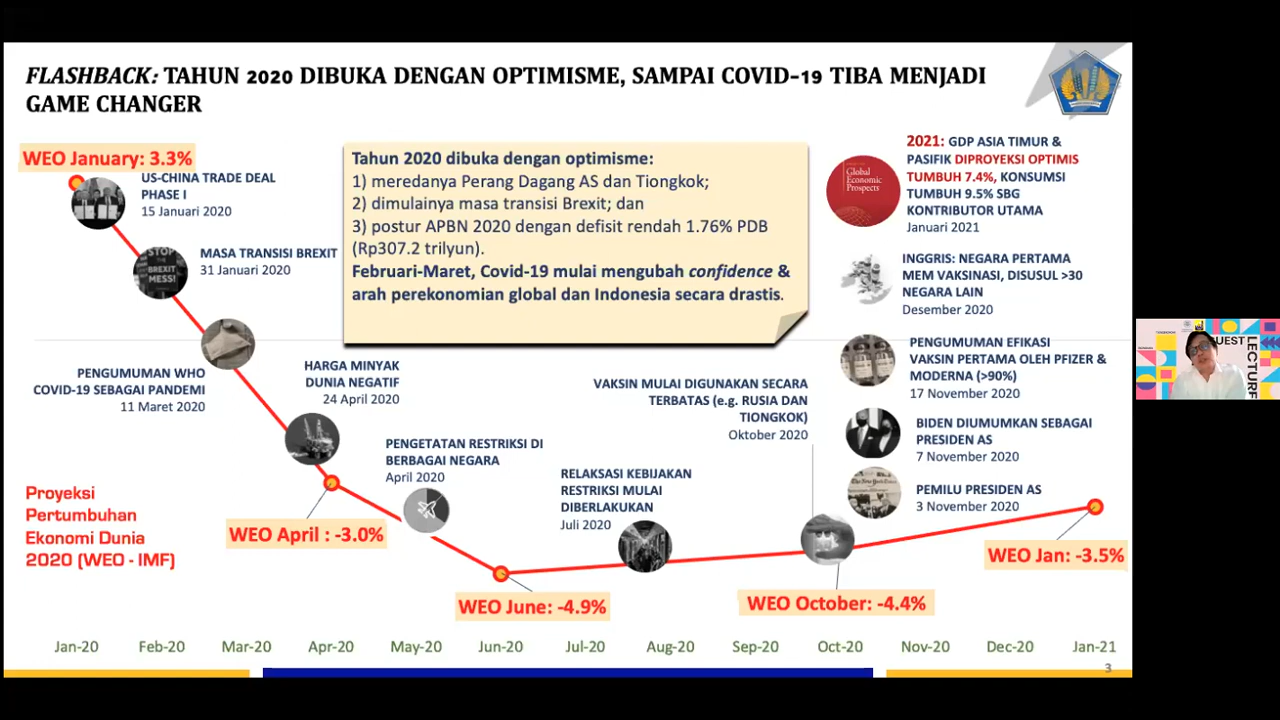 FLASHBACK: TAHUN 2020 DIBUKA DENGAN OPTIMISME, SAMPAI COVID-19 TIBA MENJADI
GAME CHANGER
WEO January: 3.3%
US-CHINA TRADE DEAL
PHASE I
15 Januari 2020
STOP
THE
BREXIT
MESS!
MASA TRANSISI BREXIT
31 Januari 2020
Tahun 2020 dibuka dengan optimisme:
1) meredanya Perang Dagang AS dan Tiongkok;
2) dimulainya masa transisi Brexit; dan
3) postur APBN 2020 dengan defisit rendah 1.76% PDB
(Rp307.2 trilyun).
Februari-Maret, Covid-19 mulai mengubah confidence &
arah perekonomian global dan Indonesia secara drastis.
Global
Economic
Prospects
2021: GDP ASIA TIMUR &
PASIFIK DIPROYEKSI OPTIMIS
TUMBUH 7.4%, KONSUMSI
TUMBUH 9.5% SBG
KONTRIBUTOR UTAMA
Januari 2021
INGGRIS: NEGARA PERTAMA
MEM VAKSINASI, DISUSUL >30
NEGARA LAIN
Desember 2020
PENGUMUMAN EFIKASI
VAKSIN PERTAMA OLEH PFIZER &
MODERNA (>90%)
17 November 2020
BIDEN DIUMUMKAN SEBAGAI
PRESIDEN AS
7 November 2020
PEMILU PRESIDEN AS
3 November 2020
PENGUMUMAN WHO
COVID-19 SEBAGAI PANDEMI
11 Maret 2020
HARGA MINYAK
DUNIA NEGATIF
24 April 2020
PENGETATAN RESTRIKSI DI
BERBAGAI NEGARA
April 2020
RELAKSASI KEBIJAKAN
RESTRIKSI MULAI
DIBERLAKUKAN
Juli 2020
VAKSIN MULAI DIGUNAKAN SECARA
TERBATAS (e.g. RUSIA DAN
TIONGKOK)
Oktober 2020
Proyeksi
Pertumbuhan
Ekonomi Dunia
2020 (WEO - IMF)
WEO April : -3.0%
WEO June: -4.9%
WEO October: -4.4%
WEO Jan: -3.5%
Jan-20 Feb-20 Mar-20 Apr-20 May-20 Jun-20 Jul-20 Aug-20 Sep-20 Oct-20 Nov-20 Dec-20 Jan-21
3
UEST
LECTURE